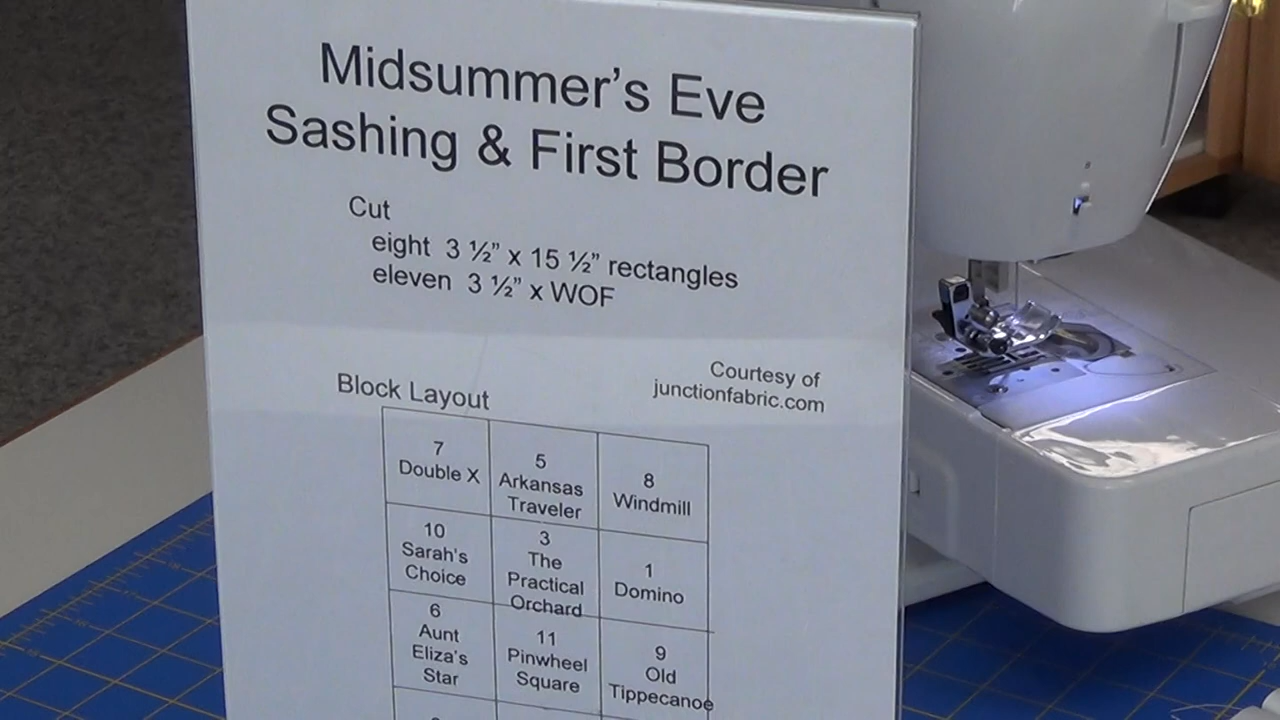 Midsummer's Eve
Sashing & First Border
Cut
eight 3 ½" x 15 ½" rectangles
eleven 3 ½" x WOF
Courtesy of
junctionfabric.com
Block Layout
7
Double X
5
Arkansas
Traveler
8
Windmill
10
Sarah's
Choice
3
The
Practical
Orchard
1
Domino
6
Aunt
Eliza's
Star
11
Pinwheel
Square
9
Old
Tippecanoe